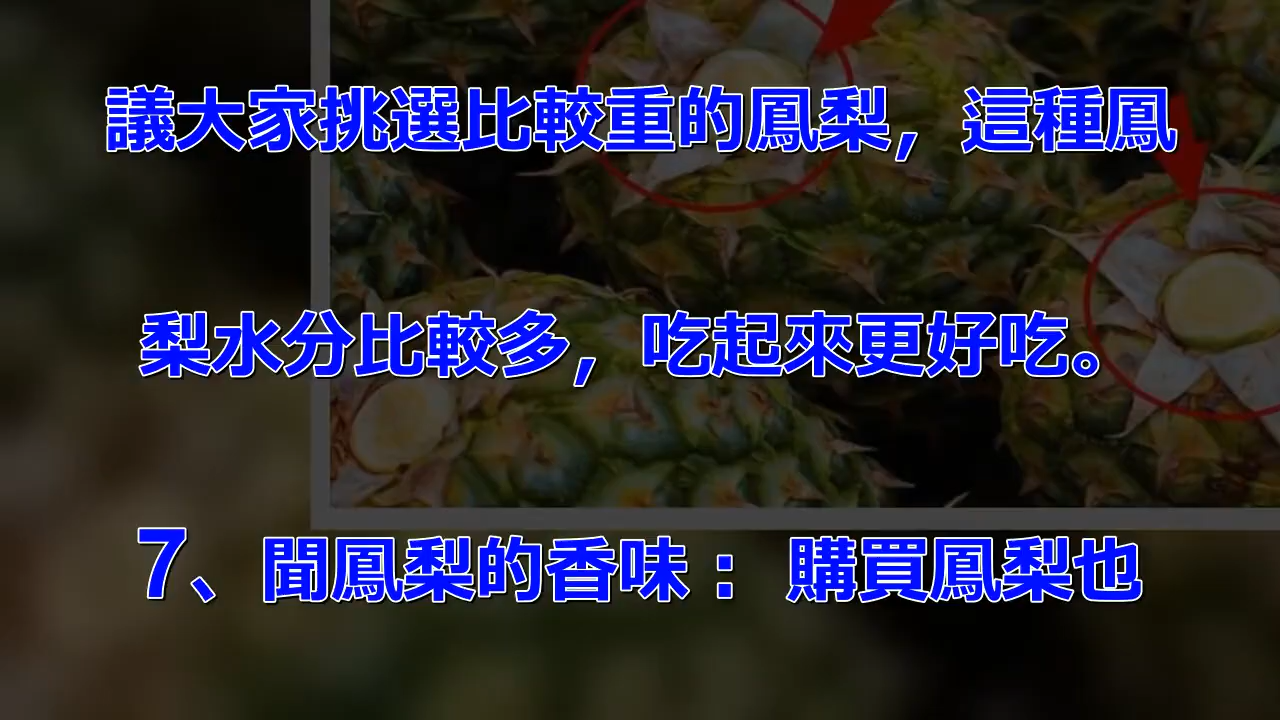 議大家挑選比較重的鳳梨，這種鳳
梨水分比較多，吃起來更好吃。
7、聞鳳梨的香味： 購買鳳梨也